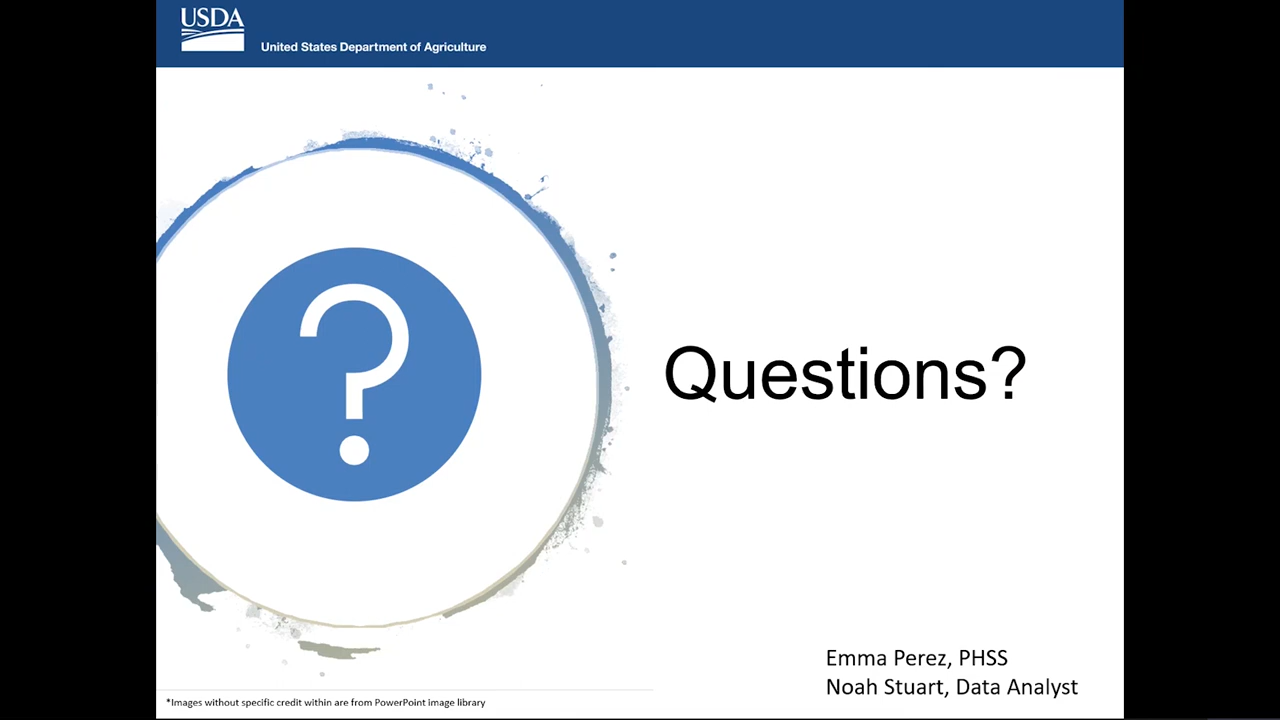 USDA
United States Department of Agriculture
?
Questions?
Emma Perez, PHSS
Noah Stuart, Data Analyst
*Images without specific credit within are from PowerPoint image library